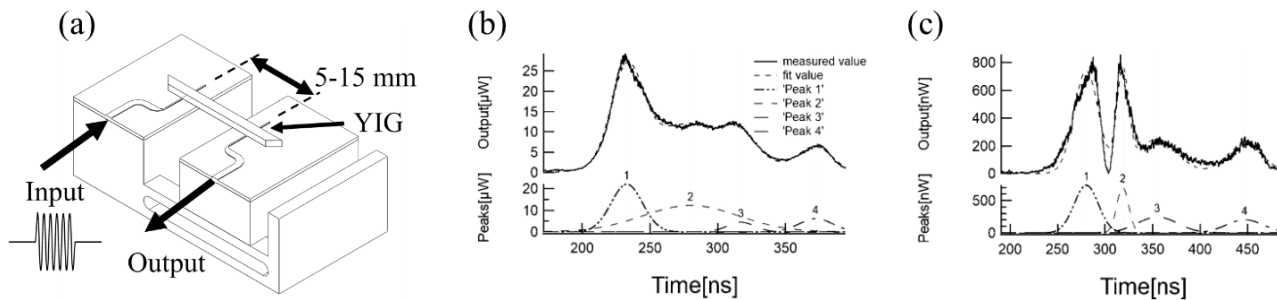 (a)
5-15 mm
YIG
Input
Output
(b)
Output[µW]
25
20
15
10
5
0
measured value
fit value
'Peak 1'
'Peak 2'
'Peak 3'
'Peak 4'
Peaks[µW]
20
10
0
1
2
3
4
200
250
300
350
Time[ns]
(c)
Output[nW]
800
600
400
200
0
Peaks[nW]
500
0
1
2
3
4
200
250
300
350
400
450
Time[ns]